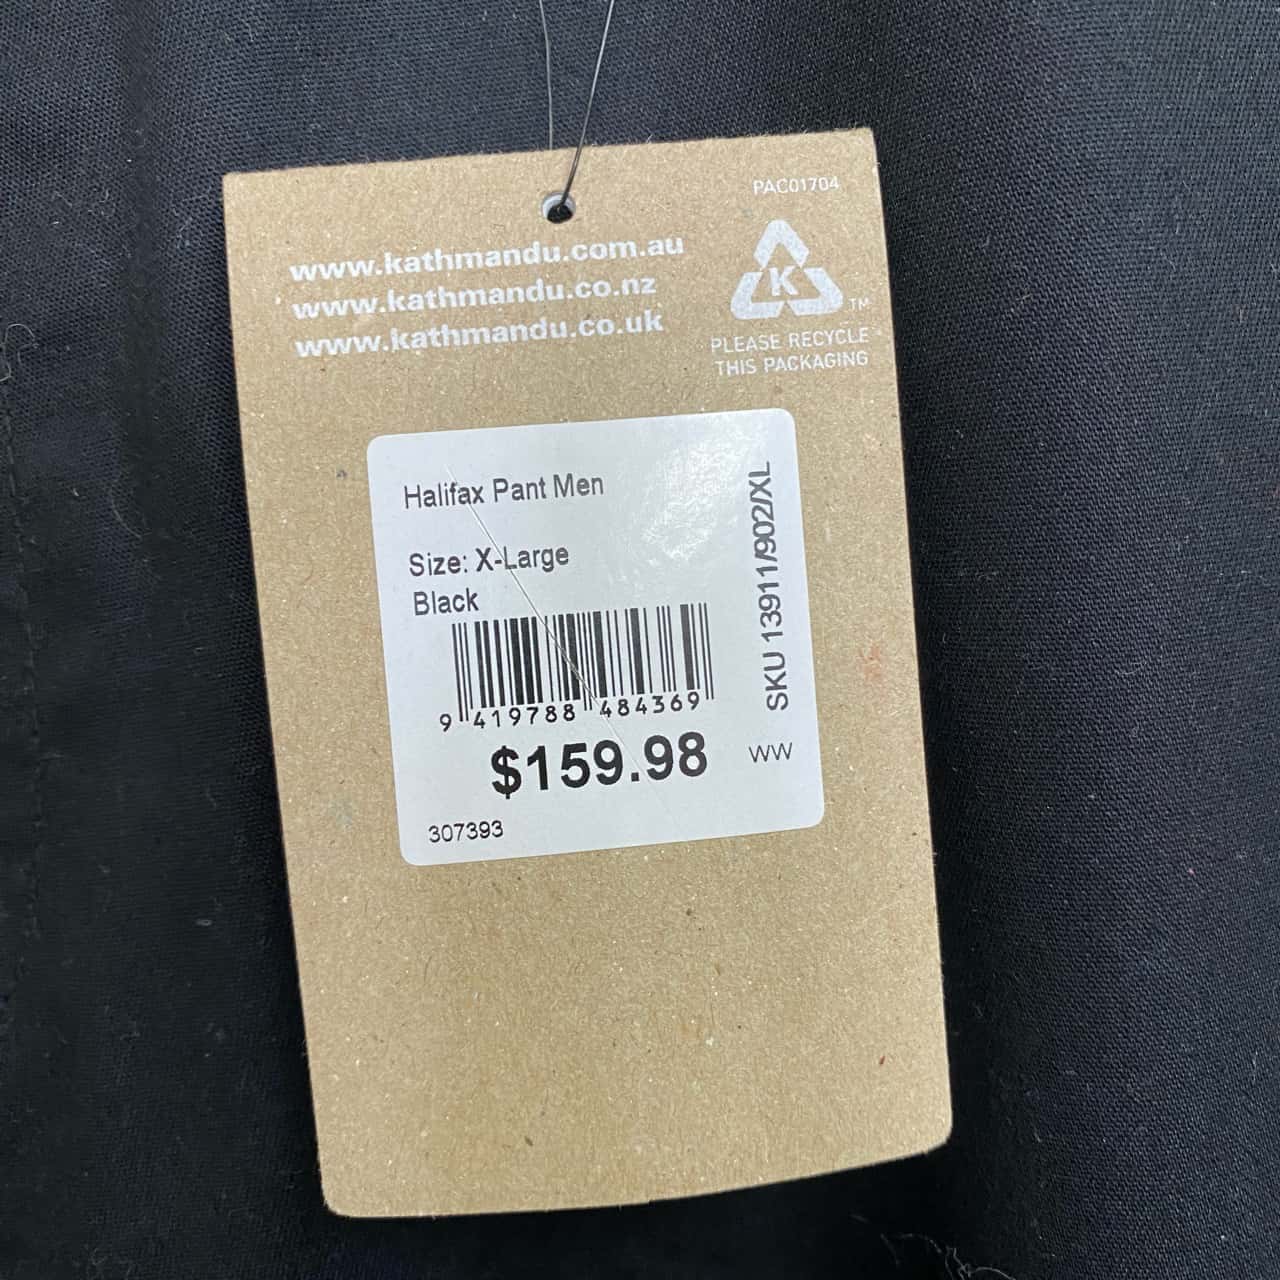 PAC01704
www.kathmandu.com.au
www.kathmandu.co.nz
www.kathmandu.co.uk
K
TM
PLEASE RECYCLE
THIS PACKAGING
Halifax Pant Men
Size: X-Large
Black
SKU 13911/902/XL
9 419788 484369
$159.98
WW
307393